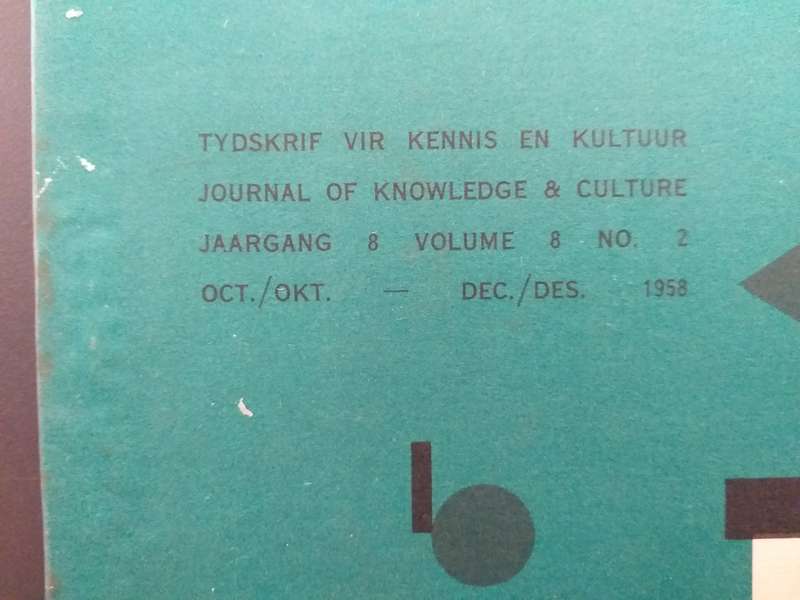 TYDSKRIF VIR KENNIS EN KULTUUR
JOURNAL OF KNOWLEDGE & CULTURE
JAARGANG 8 VOLUME 8 NO. 2
OCT./OKT. — DEC./DES. 1958